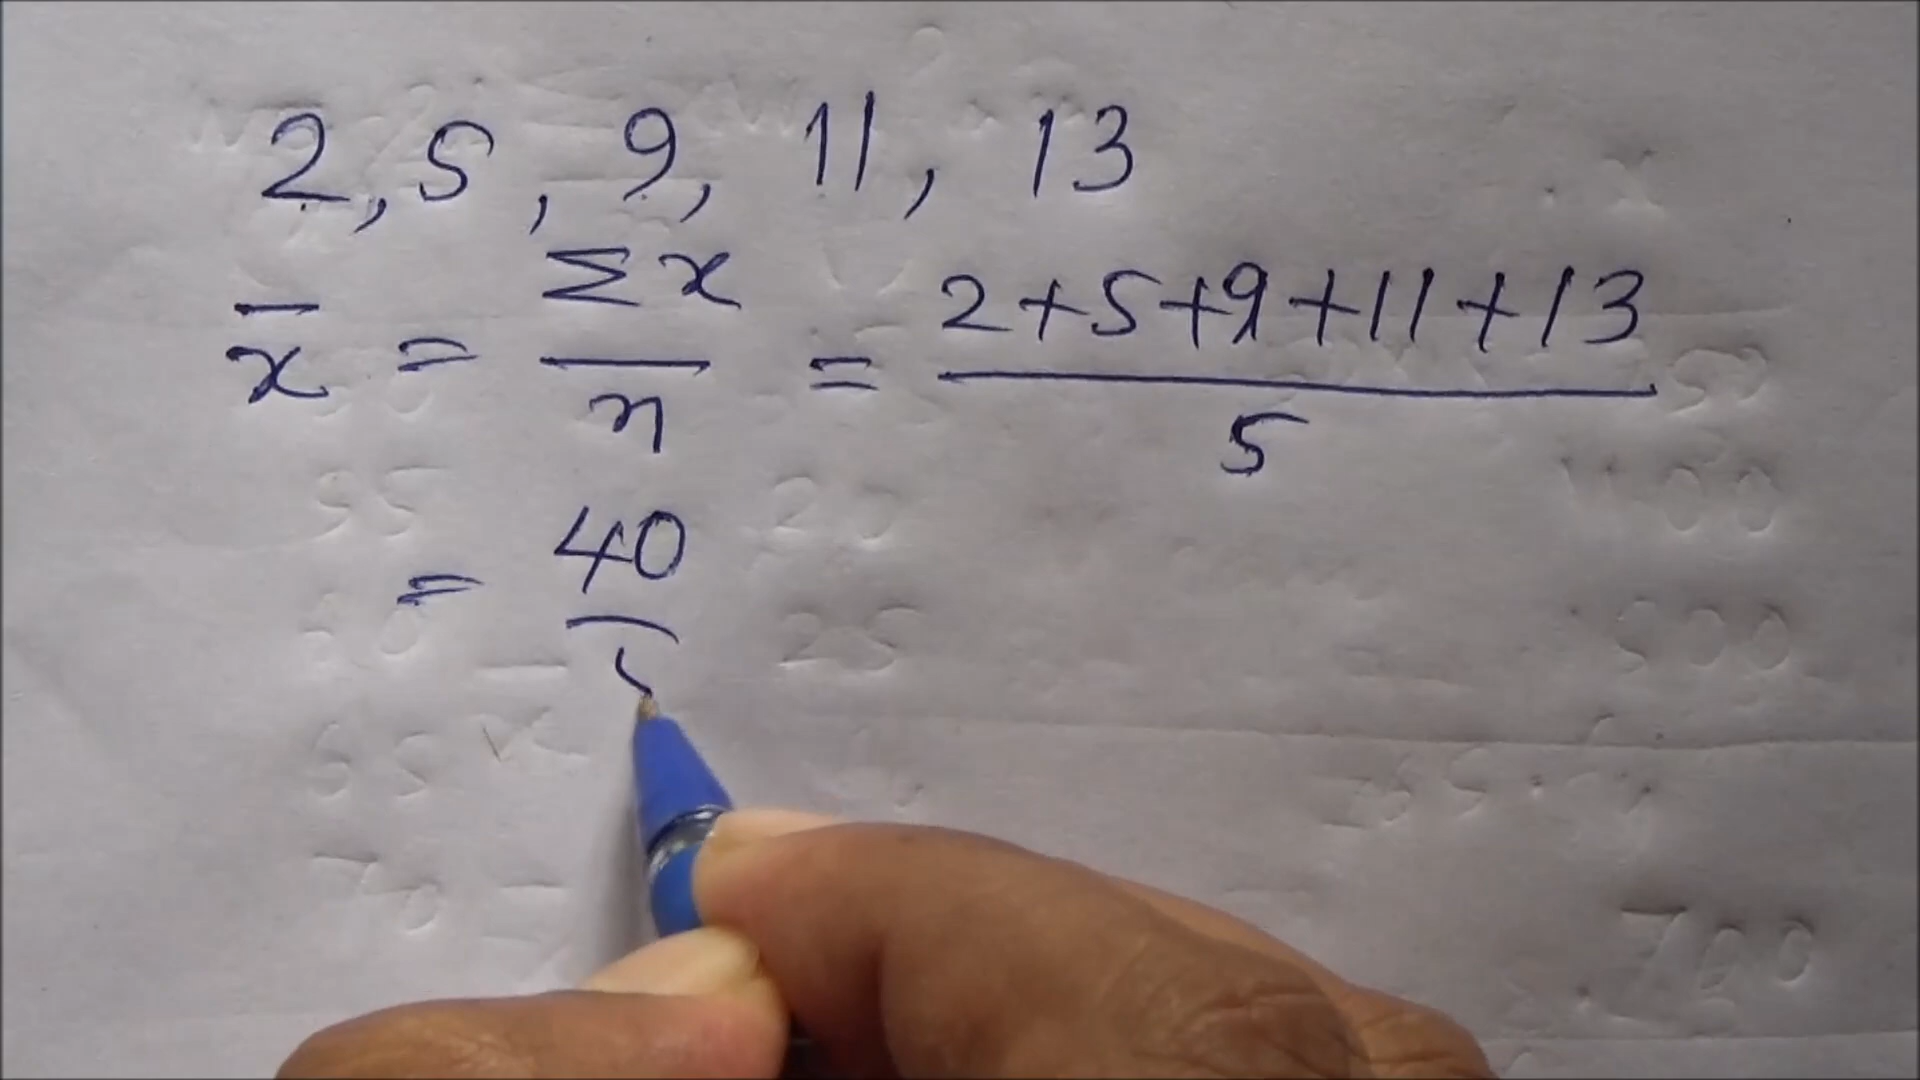 2, 5, 9, 11, 13
x̄ = Σx/n = 2+5+9+11+13/5
= 40/